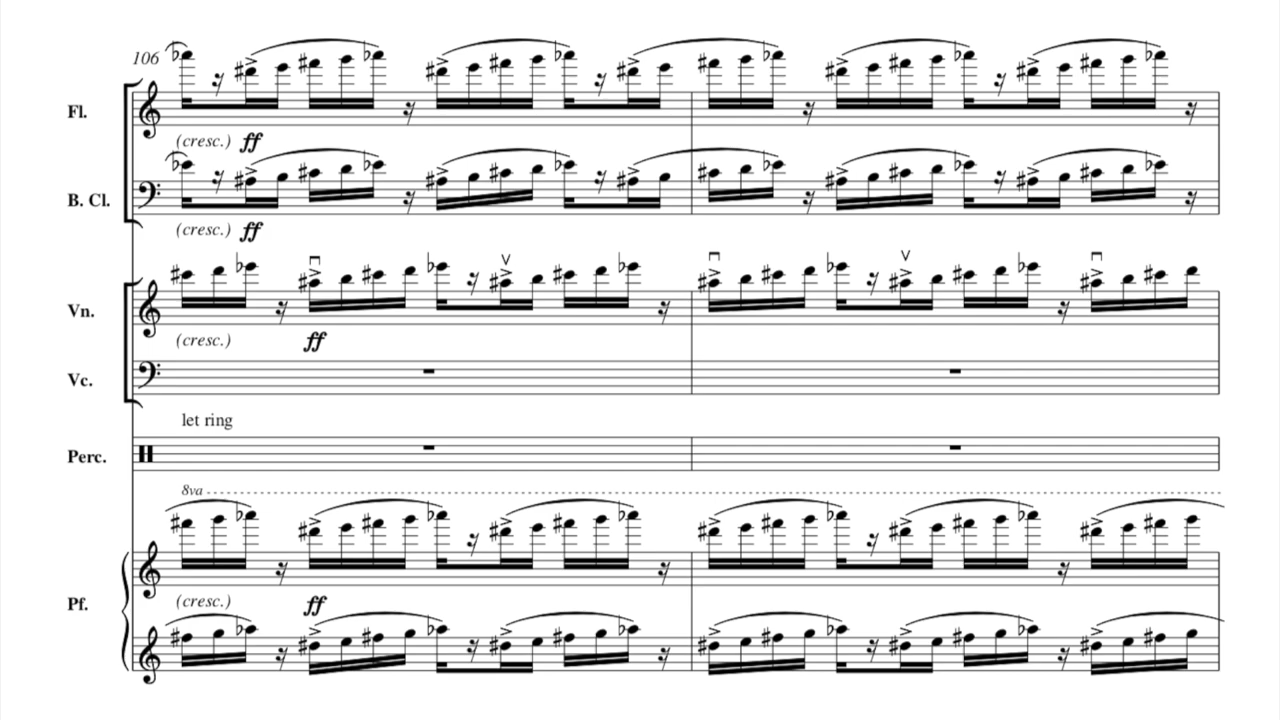 106
Fl.
(cresc.) ff
B. Cl.
(cresc.) ff
Vn.
(cresc.) ff
Vc.
let ring
Perc.
8va
(cresc.) ff
Pf.